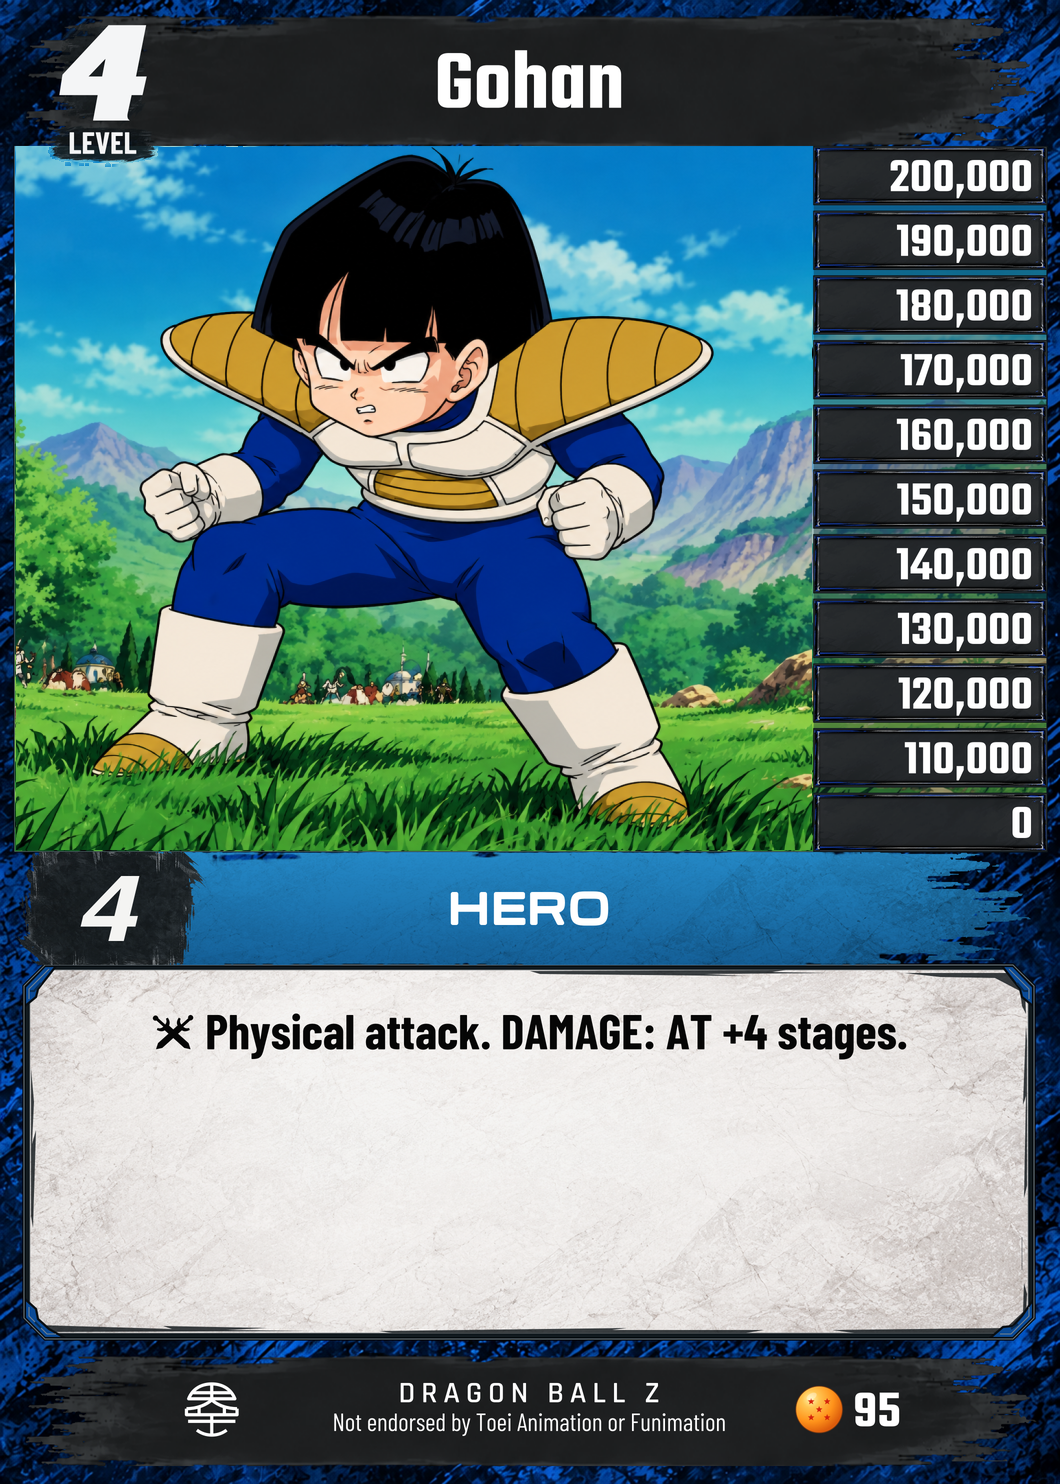 4
LEVEL
Gohan
200,000
190,000
180,000
170,000
160,000
150,000
140,000
130,000
120,000
110,000
0
4
HERO
Physical attack. DAMAGE: AT +4 stages.
DRAGON BALL Z
Not endorsed by Toei Animation or Funimation
95